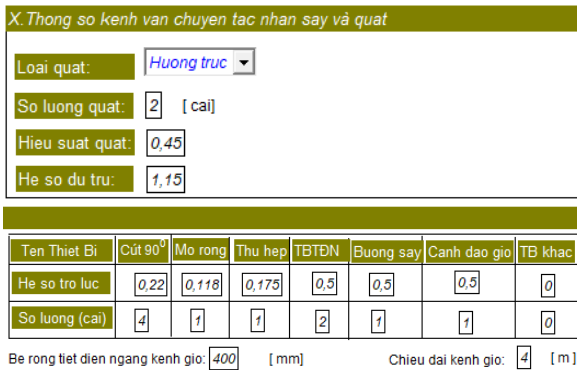 X.Thong so kenh van chuyen tac nhan say và quat
Loai quat: Huong truc
So luong quat: 2 [ cai]
Hieu suat quat: 0,45
He so du tru: 1,15
Ten Thiet Bi Cút 90⁰ Mo rong Thu hep TBTĐN Buong say Canh dao gio TB khac
He so tro luc 0,22 0,118 0,175 0,5 0,5 0,5 0
So luong (cai) 4 1 1 2 1 1 0
Be rong tiet dien ngang kenh gio: 400 [ mm] Chieu dai kenh gio: 4 [ m ]